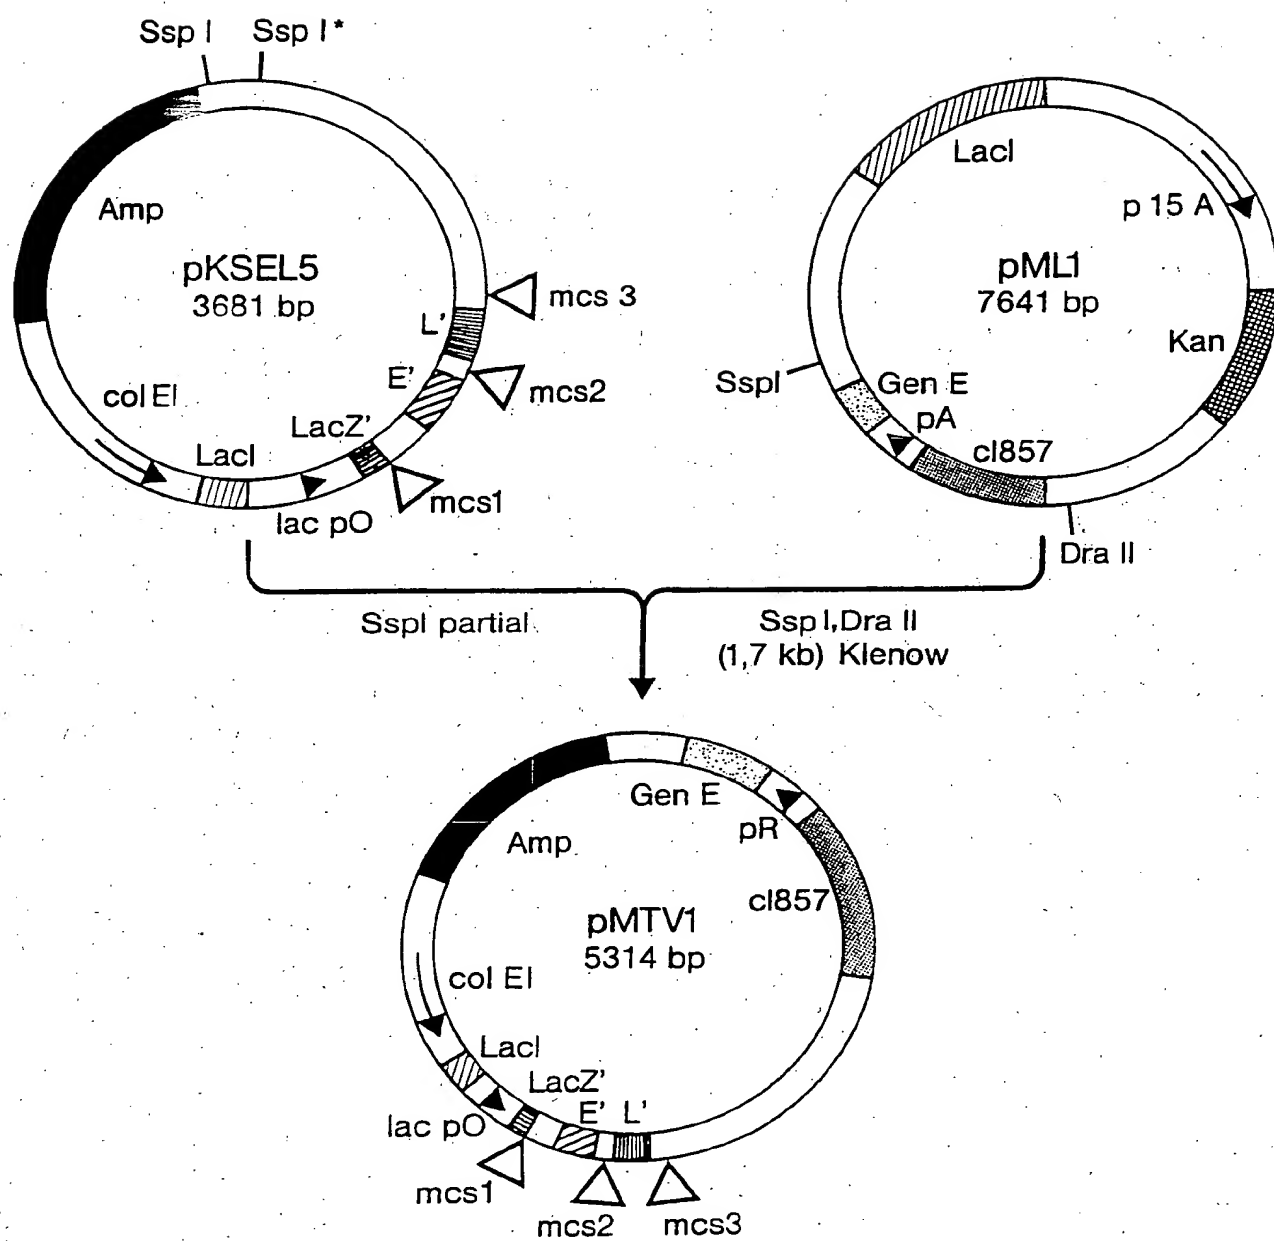 Ssp I
Ssp I*
Amp
pKSEL5
3681 bp
mcs 3
L'
E'
mcs2
col EI
LacZ'
LacI
mcs1
lac pO
LacI
p 15 A
pML1
7641 bp
Kan
SspI
Gen E
pA
cI857
Dra II
SspI partial
Ssp I, Dra II
(1,7 kb) Klenow
Gen E
pR
Amp
cI857
pMTV1
5314 bp
col EI
LacI
LacZ'
E' L'
lac pO
mcs1
mcs2
mcs3